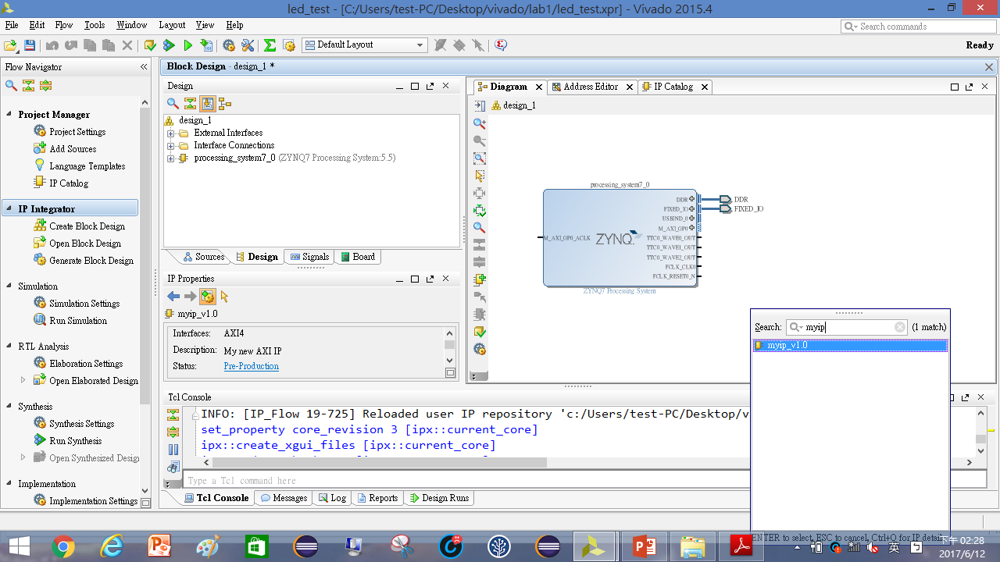 led_test - [C:/Users/test-PC/Desktop/vivado/lab1/led_test.xpr] - Vivado 2015.4
File Edit Flow Tools Window Layout View Help
Search commands
Default Layout
Ready
Flow Navigator
Project Manager
Project Settings
Add Sources
Language Templates
IP Catalog
IP Integrator
Create Block Design
Open Block Design
Generate Block Design
Simulation
Simulation Settings
Run Simulation
RTL Analysis
Elaboration Settings
Open Elaborated Design
Synthesis
Synthesis Settings
Run Synthesis
Open Synthesized Design
Implementation
Implementation Settings
Block Design - design_1 *
Design
design_1
External Interfaces
Interface Connections
processing_system7_0 (ZYNQ7 Processing System:5.5)
Sources Design Signals Board
IP Properties
myip_v1.0
Interfaces: AXI4
Description: My new AXI IP
Status: Pre-Production
Diagram Address Editor IP Catalog
design_1
processing_system7_0
DDR
FIXED_IO
USBIND_0
M_AXI_GP0
M_AXI_GP0_ACLK
ZYNQ
TTC0_WAVE0_OUT
TTC0_WAVE1_OUT
TTC0_WAVE2_OUT
FCLK_CLK0
FCLK_RESET0_N
DDR
FIXED_IO
ZYNQ7 Processing System
Search: myip (1 match)
myip_v1.0
ENTER to select, ESC to cancel, Ctrl+Q for IP detail
Tcl Console
INFO: [IP_Flow 19-725] Reloaded user IP repository 'c:/Users/test-PC/Desktop/v
set_property core_revision 3 [ipx::current_core]
ipx::create_xgui_files [ipx::current_core]
Type a Tcl command here
Tcl Console Messages Log Reports Design Runs
英
下午 02:28
2017/6/12